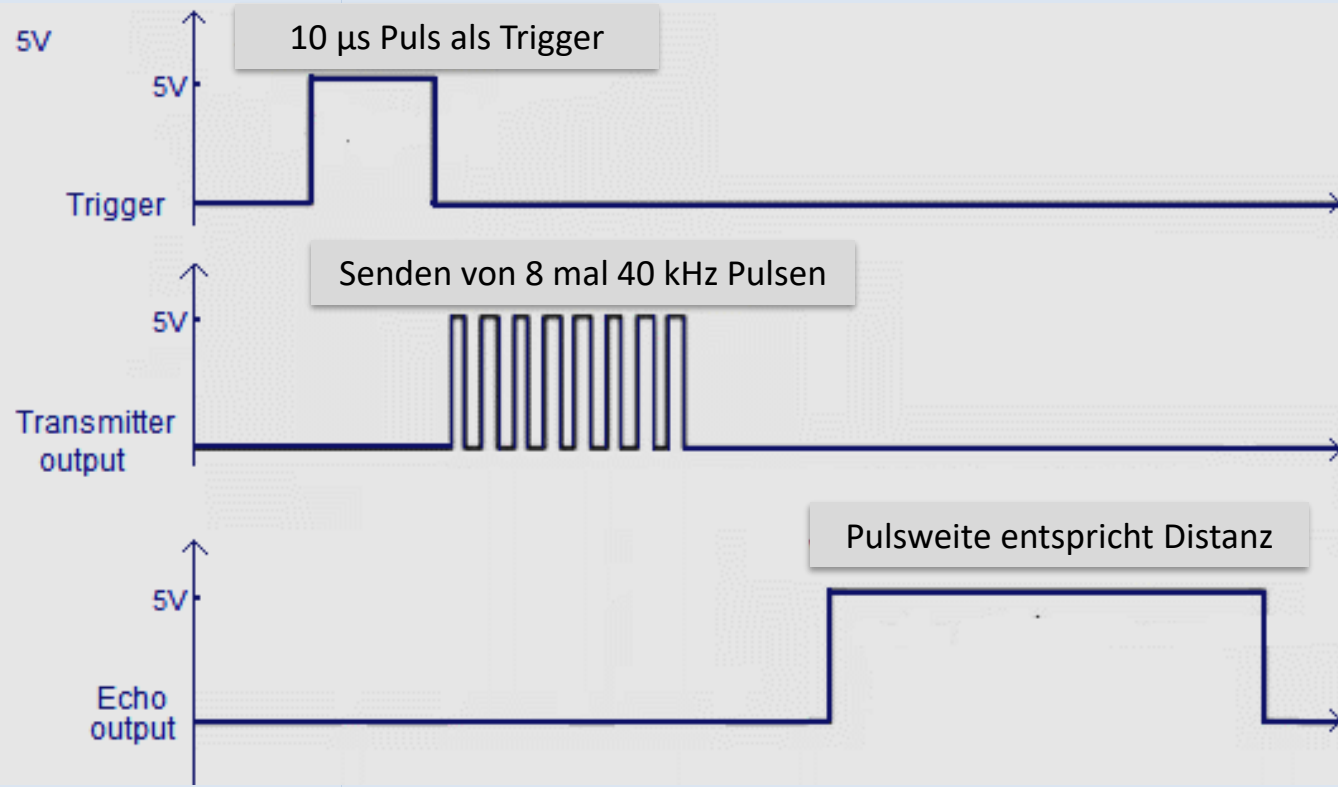 5V
10 µs Puls als Trigger
5V
Trigger
Senden von 8 mal 40 kHz Pulsen
5V
Transmitter
output
Pulsweite entspricht Distanz
5V
Echo
output